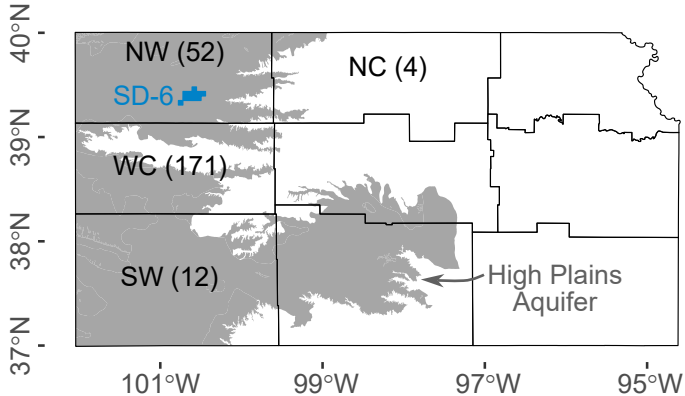 40°N
39°N
38°N
37°N
NW (52)
NC (4)
SD-6
WC (171)
SW (12)
High Plains
Aquifer
101°W
99°W
97°W
95°W